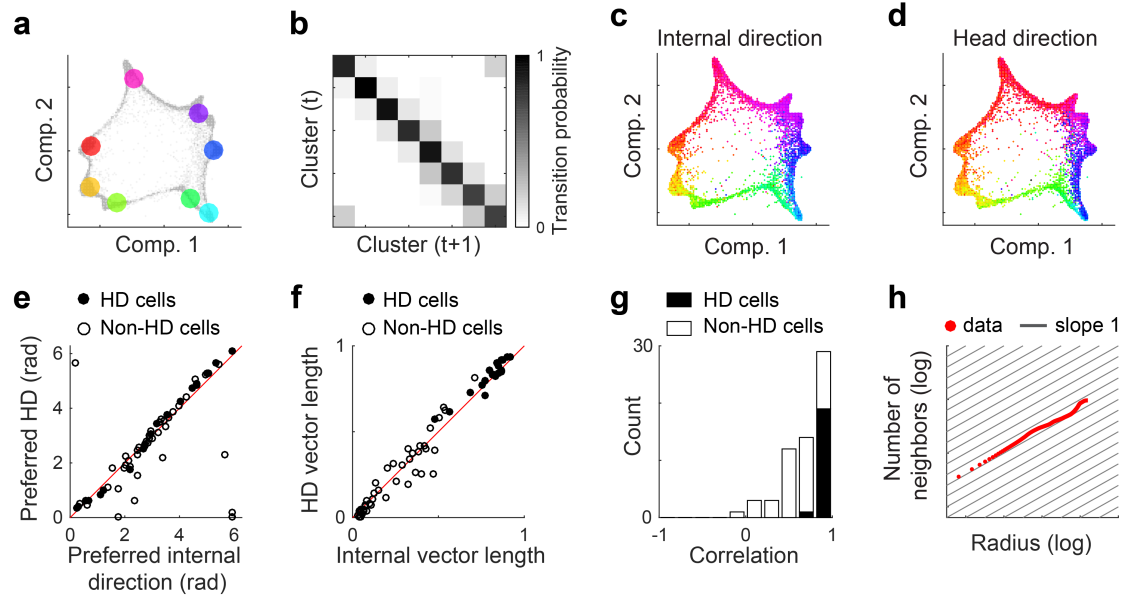 a
Comp. 2
Comp. 1
b
Cluster (t)
Cluster (t+1)
1
0
Transition probability
c
Internal direction
Comp. 2
Comp. 1
d
Head direction
Comp. 2
Comp. 1
e
HD cells
Non-HD cells
Preferred HD (rad)
6
4
2
0
0 2 4 6
Preferred internal
direction (rad)
f
HD cells
Non-HD cells
HD vector length
1
0
0 1
Internal vector length
g
HD cells
Non-HD cells
Count
30
0
-1 0 1
Correlation
h
data slope 1
Number of
neighbors (log)
Radius (log)